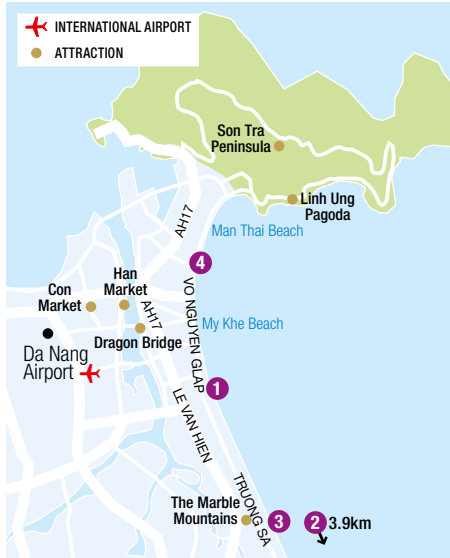 INTERNATIONAL AIRPORT
ATTRACTION
Son Tra
Peninsula
Linh Ung
Pagoda
AH17
Man Thai Beach
4
Han
Market
Con
Market
AH17
VO NGUYEN GLAP
My Khe Beach
Dragon Bridge
Da Nang
Airport
1
LE VAN HIEN
TRUONG SA
The Marble
Mountains
3
2
3.9km